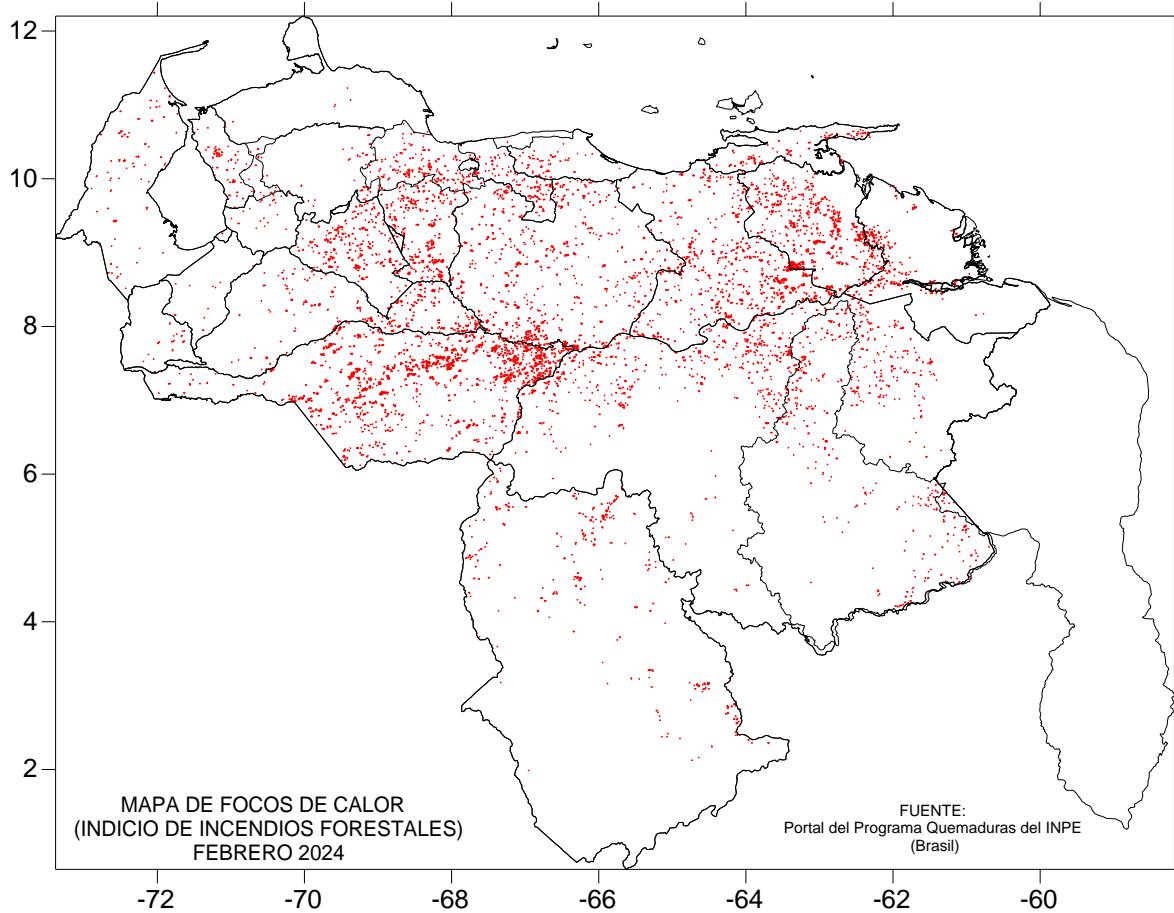 12
10
8
6
4
2
MAPA DE FOCOS DE CALOR
(INDICIO DE INCENDIOS FORESTALES)
FEBRERO 2024
FUENTE:
Portal del Programa Quemaduras del INPE
(Brasil)
-72
-70
-68
-66
-64
-62
-60